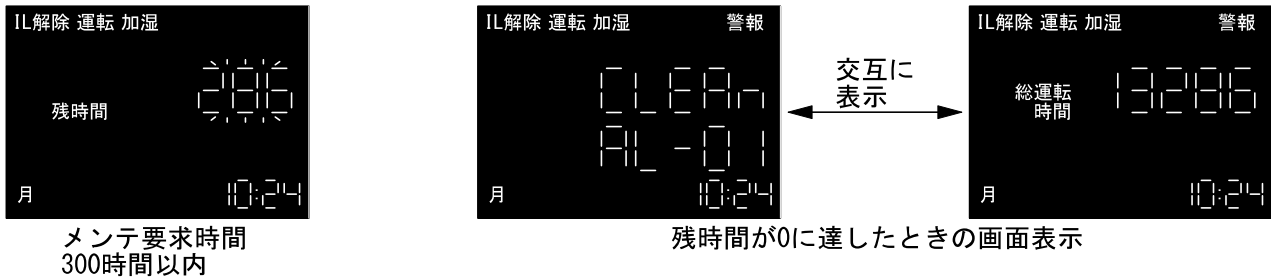 IL解除 運転 加湿
残時間
286
月
10:24
メンテ要求時間
300時間以内
IL解除 運転 加湿 警報
CLEAn
AL-01
月
10:24
交互に
表示
IL解除 運転 加湿 警報
総運転
時間
13286
月
10:24
残時間が0に達したときの画面表示